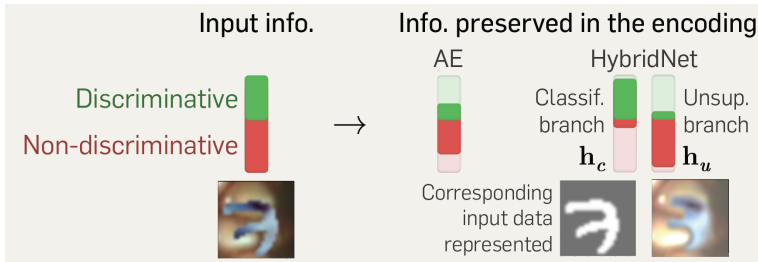 Input info.
Info. preserved in the encoding
AE
HybridNet
Discriminative
Non-discriminative
→
Classif.
branch
h_c
Unsup.
branch
h_u
Corresponding
input data
represented